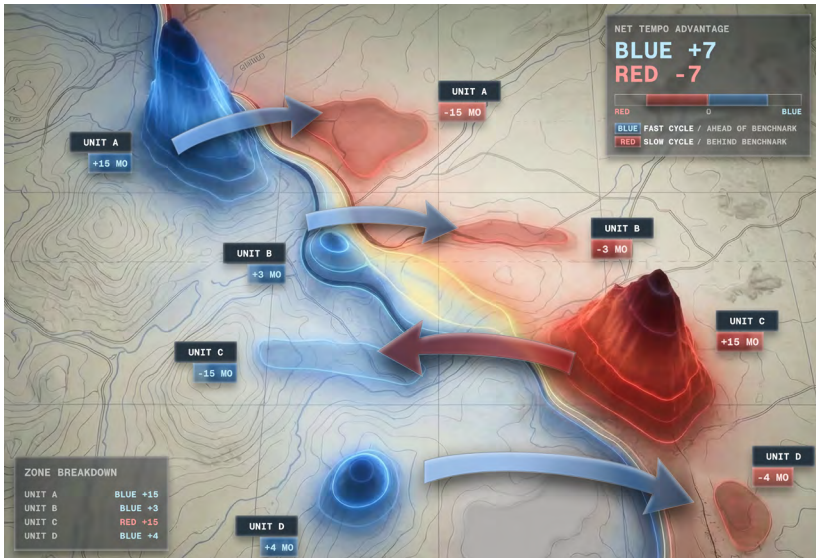 NET TEMPO ADVANTAGE
BLUE +7
RED -7
RED 0 BLUE
BLUE FAST CYCLE / AHEAD OF BENCHMARK
RED SLOW CYCLE / BEHIND BENCHMARK
UNIT A
-15 MO
UNIT A
+15 MO
UNIT B
-3 MO
UNIT B
+3 MO
UNIT C
+15 MO
UNIT C
-15 MO
UNIT D
-4 MO
UNIT D
+4 MO
ZONE BREAKDOWN
UNIT A BLUE +15
UNIT B BLUE +3
UNIT C RED +15
UNIT D BLUE +4